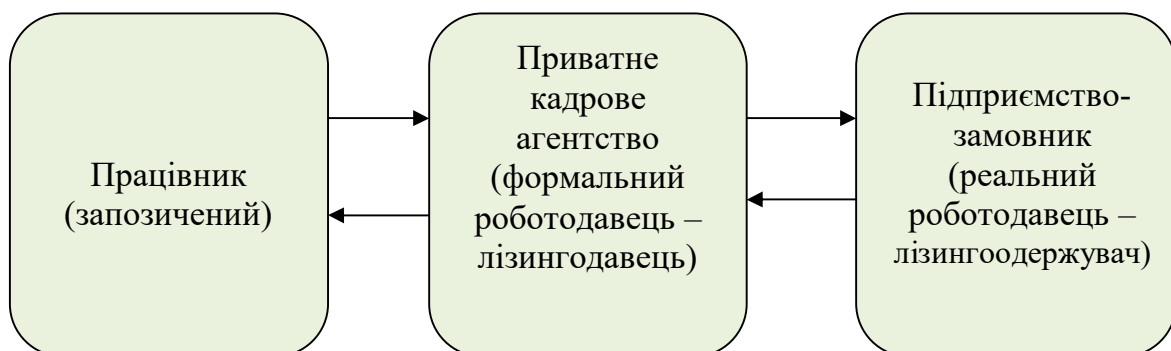 Працівник
(запозичений)
Приватне
кадрове
агентство
(формальний
роботодавець –
лізингодавець)
Підприємство-
замовник
(реальний
роботодавець –
лізингоодержувач)